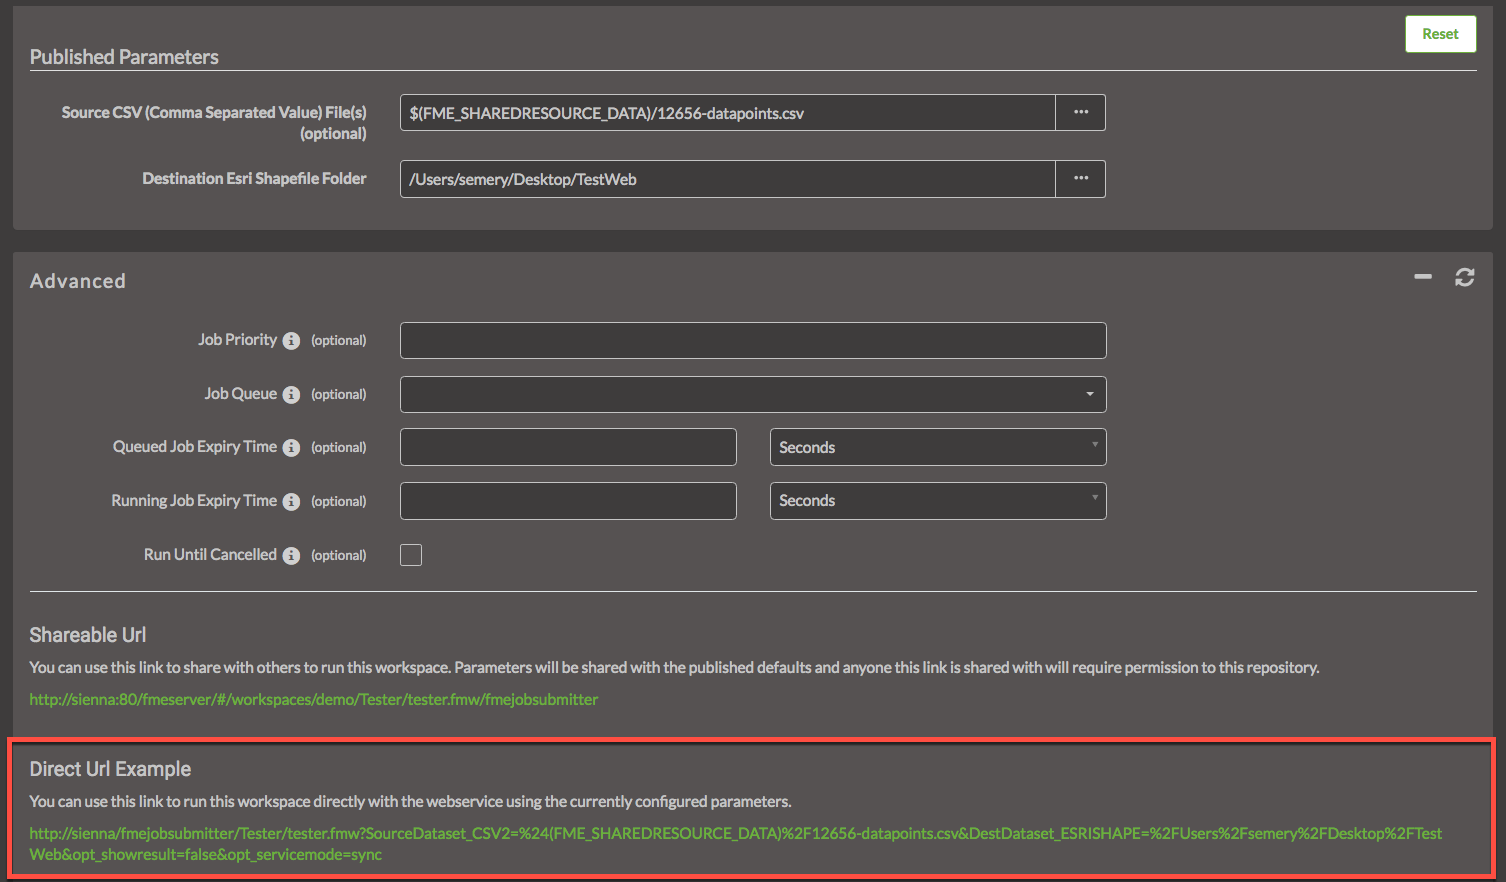 Reset
Published Parameters
Source CSV (Comma Separated Value) File(s)
(optional)
$(FME_SHAREDRESOURCE_DATA)/12656-datapoints.csv
Destination Esri Shapefile Folder
/Users/semery/Desktop/TestWeb
Advanced
Job Priority (optional)
Job Queue (optional)
Queued Job Expiry Time (optional) Seconds
Running Job Expiry Time (optional) Seconds
Run Until Cancelled (optional)
Shareable Url
You can use this link to share with others to run this workspace. Parameters will be shared with the published defaults and anyone this link is shared with will require permission to this repository.
http://sienna:80/fmeserver/#/workspaces/demo/Tester/tester.fmw/fmejobsubmitter
Direct Url Example
You can use this link to run this workspace directly with the webservice using the currently configured parameters.
http://sienna/fmejobsubmitter/Tester/tester.fmw?SourceDataset_CSV2=%24(FME_SHAREDRESOURCE_DATA)%2F12656-datapoints.csv&DestDataset_ESRISHAPE=%2FUsers%2Fsemery%2FDesktop%2FTest
Web&opt_showresult=false&opt_servicemode=sync